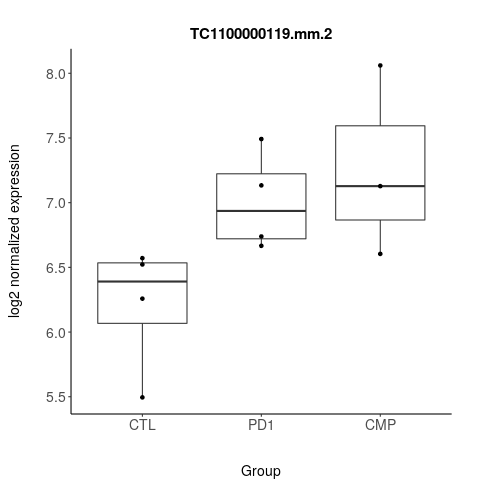 TC1100000119.mm.2
log2 normalized expression
8.0
7.5
7.0
6.5
6.0
5.5
CTL PD1 CMP
Group